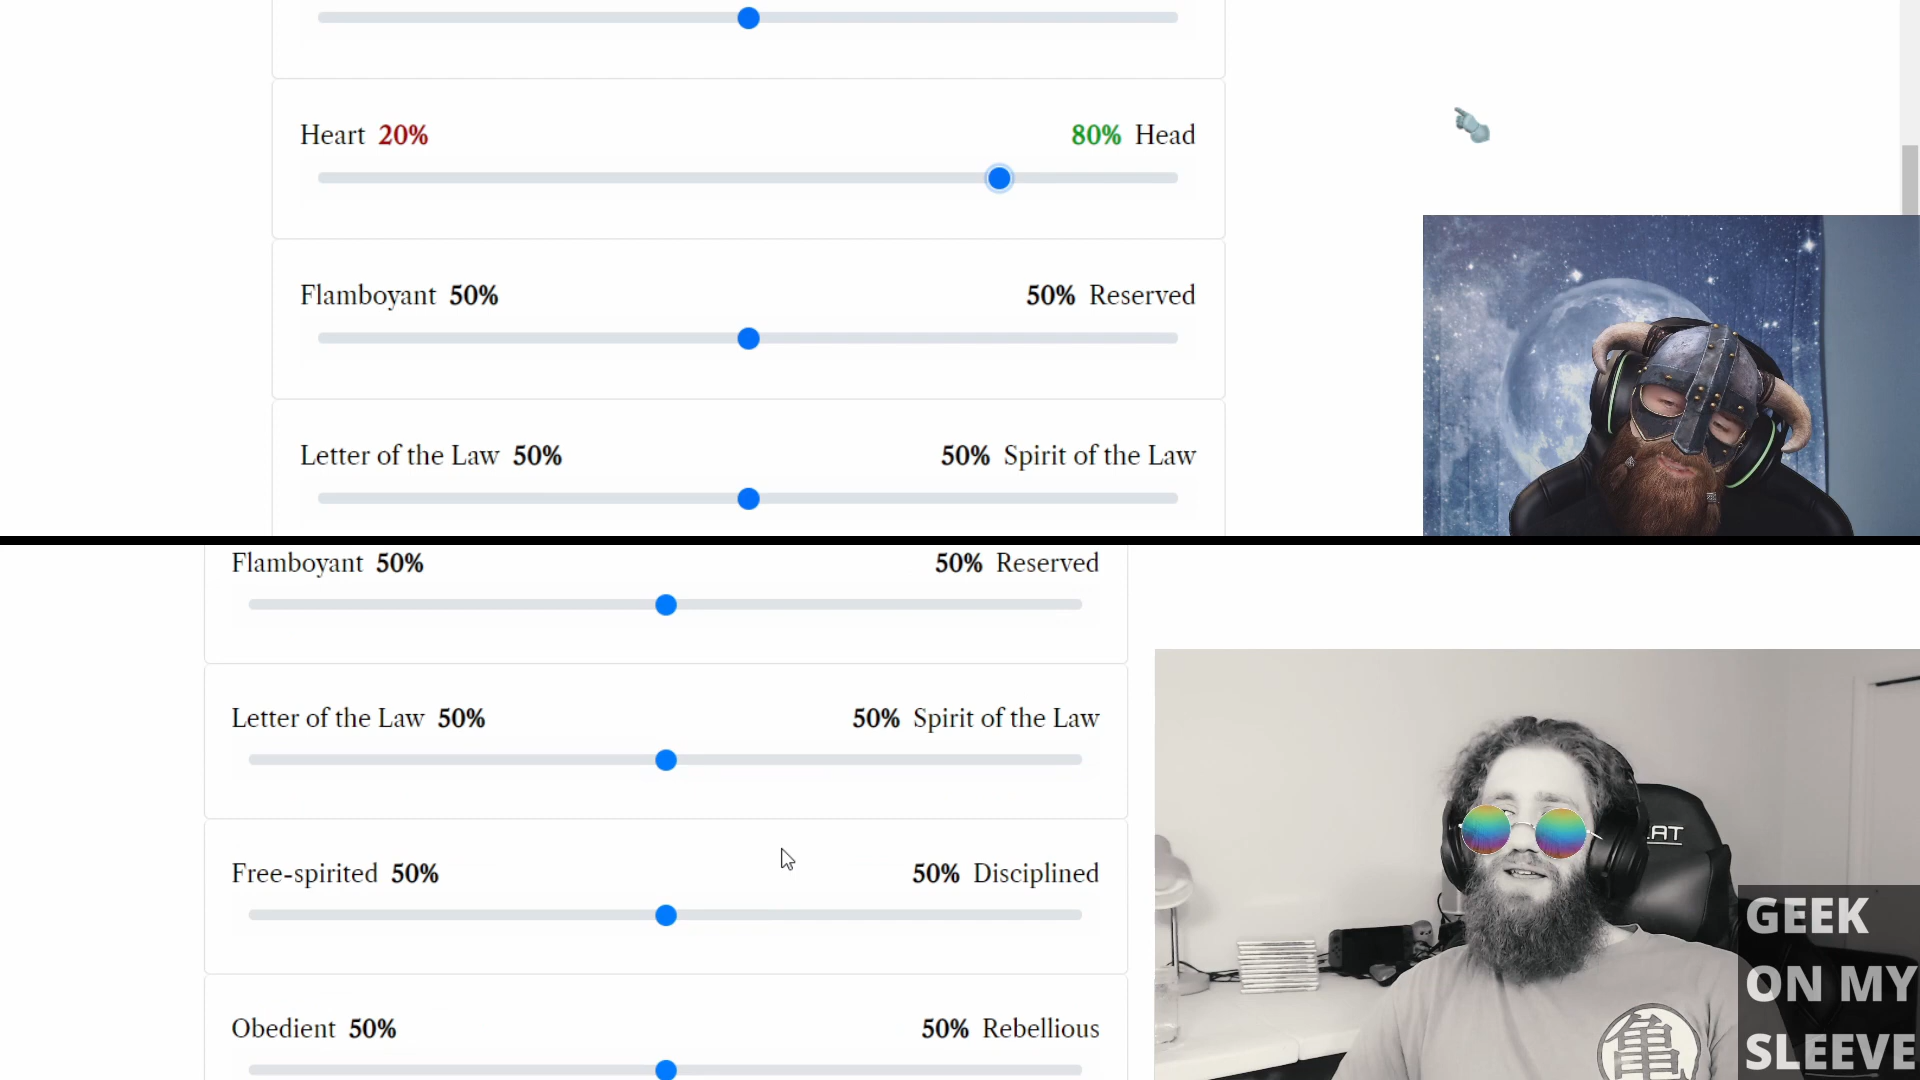 Heart 20% 80% Head
Flamboyant 50% 50% Reserved
Letter of the Law 50% 50% Spirit of the Law
Flamboyant 50% 50% Reserved
Letter of the Law 50% 50% Spirit of the Law
Free-spirited 50% 50% Disciplined
Obedient 50% 50% Rebellious
AT
亀
GEEK
ON MY
SLEEVE